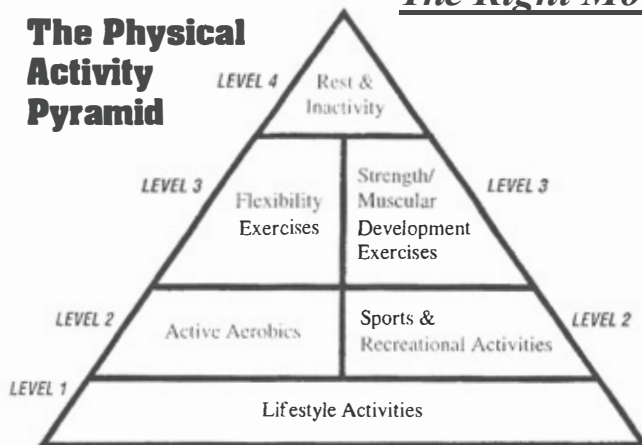 The Right Mo
The Physical
Activity
Pyramid
LEVEL 4
Rest &
Inactivity
LEVEL 3
Flexibility
Exercises
Strength/
Muscular
Development
Exercises
LEVEL 3
LEVEL 2
Active Aerobics
Sports &
Recreational Activities
LEVEL 2
LEVEL 1
Lifestyle Activities